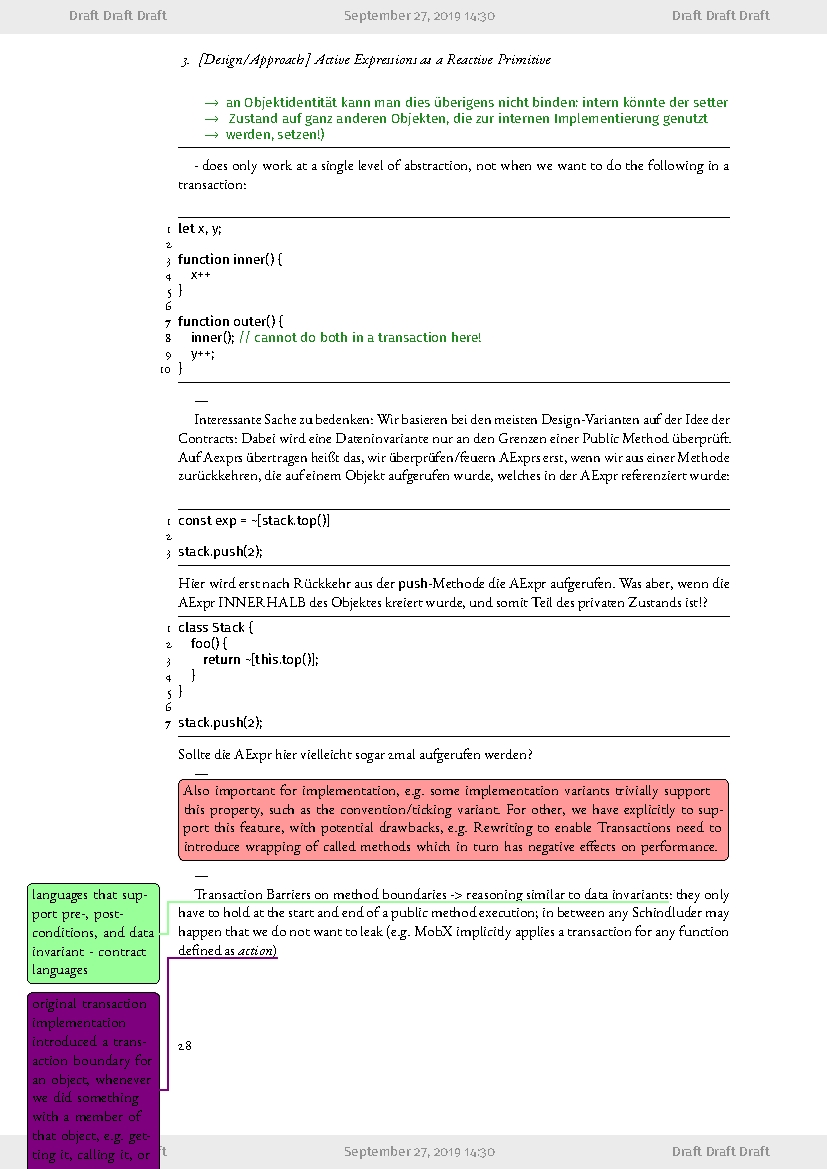 Draft Draft Draft September 27, 2019 14:30 Draft Draft Draft
3. [Design/Approach] Active Expressions as a Reactive Primitive
→ an Objektidentität kann man dies überigens nicht binden: intern könnte der setter
→ Zustand auf ganz anderen Objekten, die zur internen Implementierung genutzt
→ werden, setzen!)
- does only work at a single level of abstraction, not when we want to do the following in a
transaction:
1 let x, y;
2
3 function inner() {
4 x++
5 }
6
7 function outer() {
8 inner(); // cannot do both in a transaction here!
9 y++;
10 }
—
Interessante Sache zu bedenken: Wir basieren bei den meisten Design-Varianten auf der Idee der
Contracts: Dabei wird eine Dateninvariante nur an den Grenzen einer Public Method überprüft.
Auf Aexprs übertragen heißt das, wir überprüfen/feuern AExprs erst, wenn wir aus einer Methode
zurückkehren, die auf einem Objekt aufgerufen wurde, welches in der AExpr referenziert wurde:
1 const exp = ~[stack.top()]
2
3 stack.push(2);
Hier wird erst nach Rückkehr aus der push-Methode die AExpr aufgerufen. Was aber, wenn die
AExpr INNERHALB des Objektes kreiert wurde, und somit Teil des privaten Zustands ist!?
1 class Stack {
2 foo() {
3 return ~[this.top()];
4 }
5 }
6
7 stack.push(2);
Sollte die AExpr hier vielleicht sogar 2mal aufgerufen werden?
—
Also important for implementation, e.g. some implementation variants trivially support
this property, such as the convention/ticking variant. For other, we have explicitly to sup-
port this feature, with potential drawbacks, e.g. Rewriting to enable Transactions need to
introduce wrapping of called methods which in turn has negative effects on performance.
—
Transaction Barriers on method boundaries -> reasoning similar to data invariants: they only
have to hold at the start and end of a public method execution; in between any Schindluder may
happen that we do not want to leak (e.g. MobX implicitly applies a transaction for any function
defined as action)
languages that sup-
port pre-, post-
conditions, and data
invariant - contract
languages
original transaction
implementation
introduced a trans-
action boundary for
an object, whenever
we did something
with a member of
that object, e.g. get-
ting it, calling it, or
28
ft September 27, 2019 14:30 Draft Draft Draft